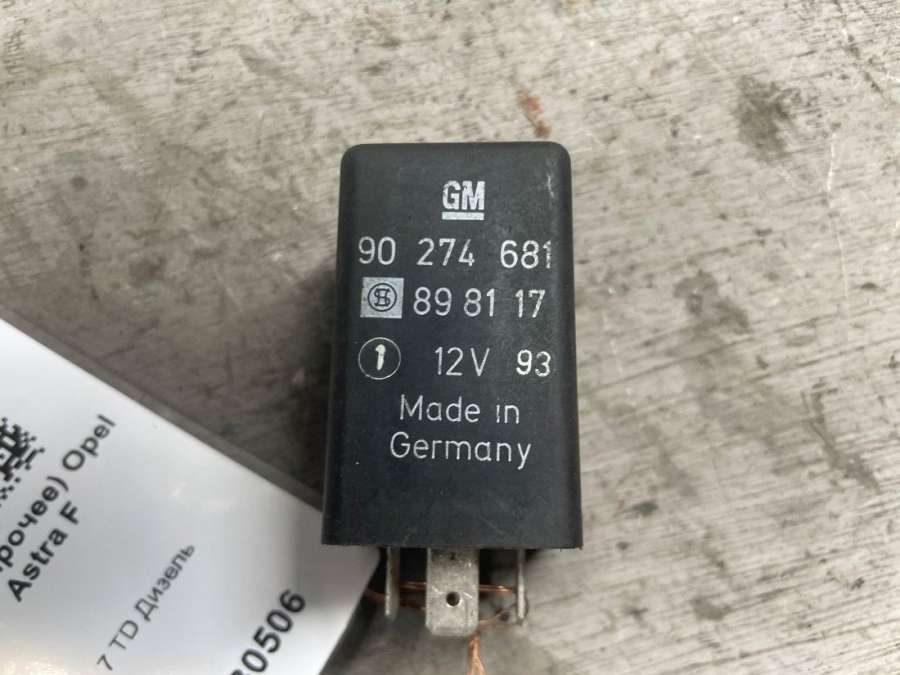 GM
90 274 681
89 81 17
1 12V 93
Made in
Germany
рочее) Opel
Astra F
7 TD Дизель
30506